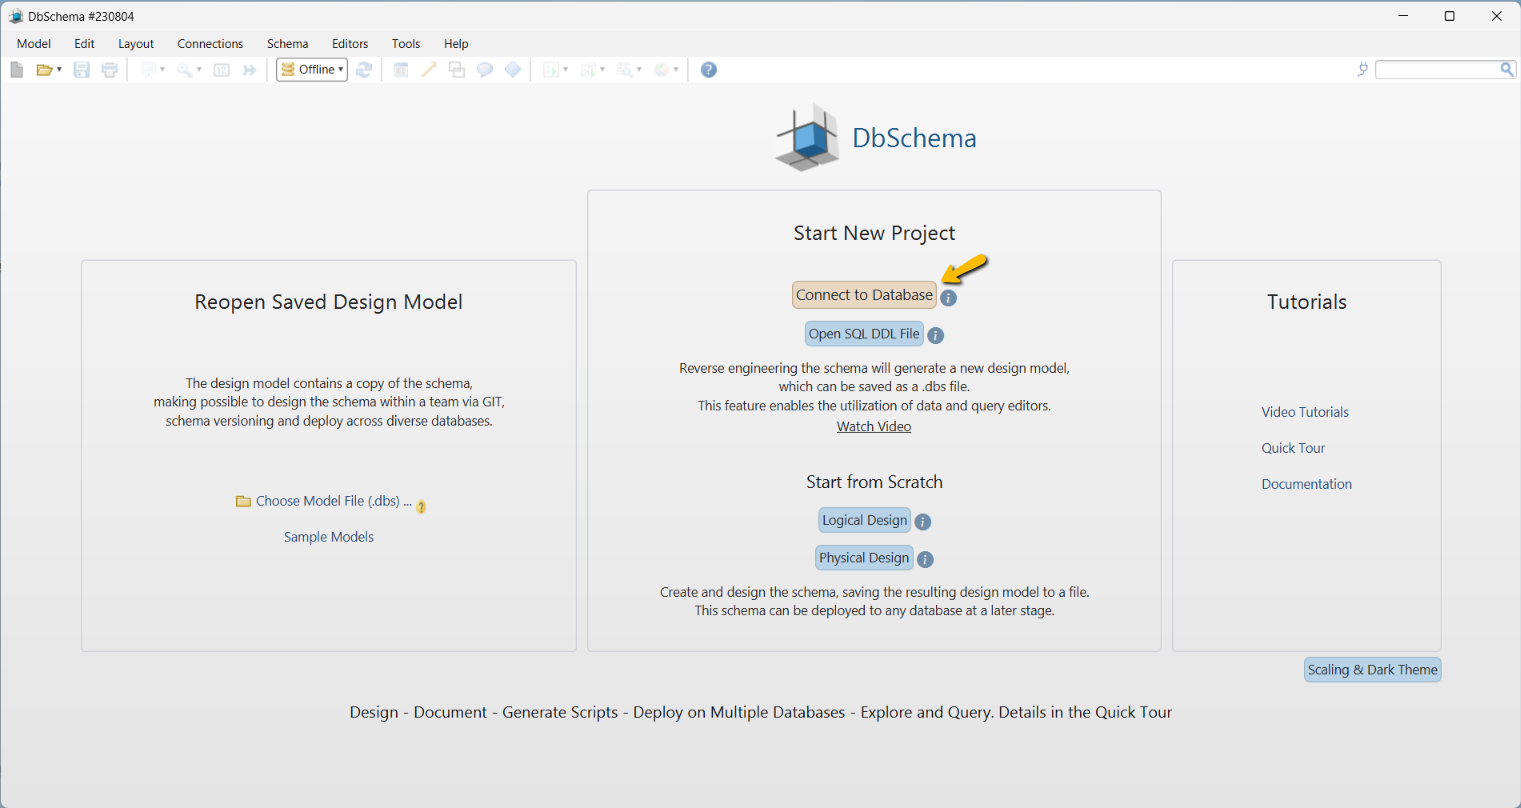 DbSchema #230804
Model Edit Layout Connections Schema Editors Tools Help
12 Offline ?
DbSchema
Start New Project
Connect to Database i
Open SQL DDL File i
Reverse engineering the schema will generate a new design model,
which can be saved as a .dbs file.
This feature enables the utilization of data and query editors.
Watch Video
Start from Scratch
Logical Design i
Physical Design i
Create and design the schema, saving the resulting design model to a file.
This schema can be deployed to any database at a later stage.
Reopen Saved Design Model
The design model contains a copy of the schema,
making possible to design the schema within a team via GIT,
schema versioning and deploy across diverse databases.
Choose Model File (.dbs) ... ?
Sample Models
Tutorials
Video Tutorials
Quick Tour
Documentation
Scaling & Dark Theme
Design - Document - Generate Scripts - Deploy on Multiple Databases - Explore and Query. Details in the Quick Tour